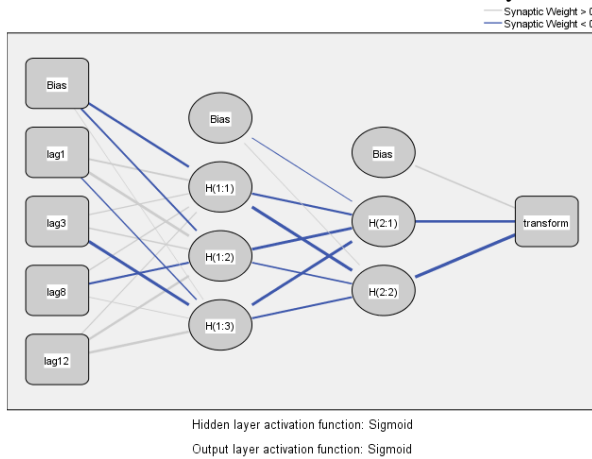 Synaptic Weight > 0
Synaptic Weight < 0
Bias
Bias
lag1
Bias
H(1:1)
lag3
H(2:1)
transform
H(1:2)
lag8
H(2:2)
H(1:3)
lag12
Hidden layer activation function: Sigmoid
Output layer activation function: Sigmoid